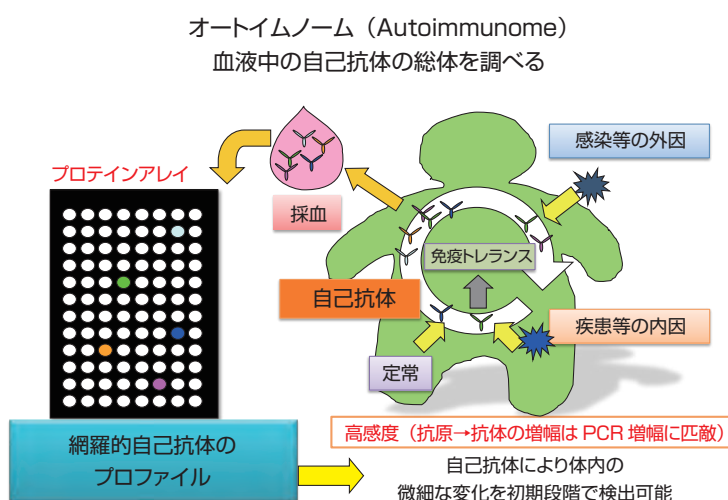 オートイムノーム（Autoimmunome）
血液中の自己抗体の総体を調べる
感染等の外因
プロテインアレイ
採血
免疫トレランス
自己抗体
疾患等の内因
定常
高感度（抗原→抗体の増幅は PCR 増幅に匹敵）
網羅的自己抗体の
プロファイル
自己抗体により体内の
微細な変化を初期段階で検出可能